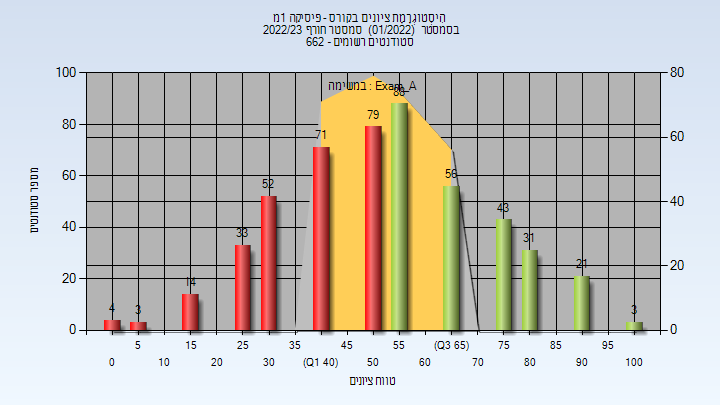 היסטוגרמת ציונים בקורס - פיסיקה 1מ
בסמסטר (01/2022) סמסטר חורף 2022/23
סטודנטים רשומים - 662
במשימה : Exam_A
מספר סטודנטים
100 80 60 40 20 0
80 60 40 20 0
4 3 14 33 52 71 79 88 56 43 31 21 3
5 15 25 35 45 55 (Q3 65) 75 85 95
0 10 20 30 (Q1 40) 50 60 70 80 90 100
טווח ציונים